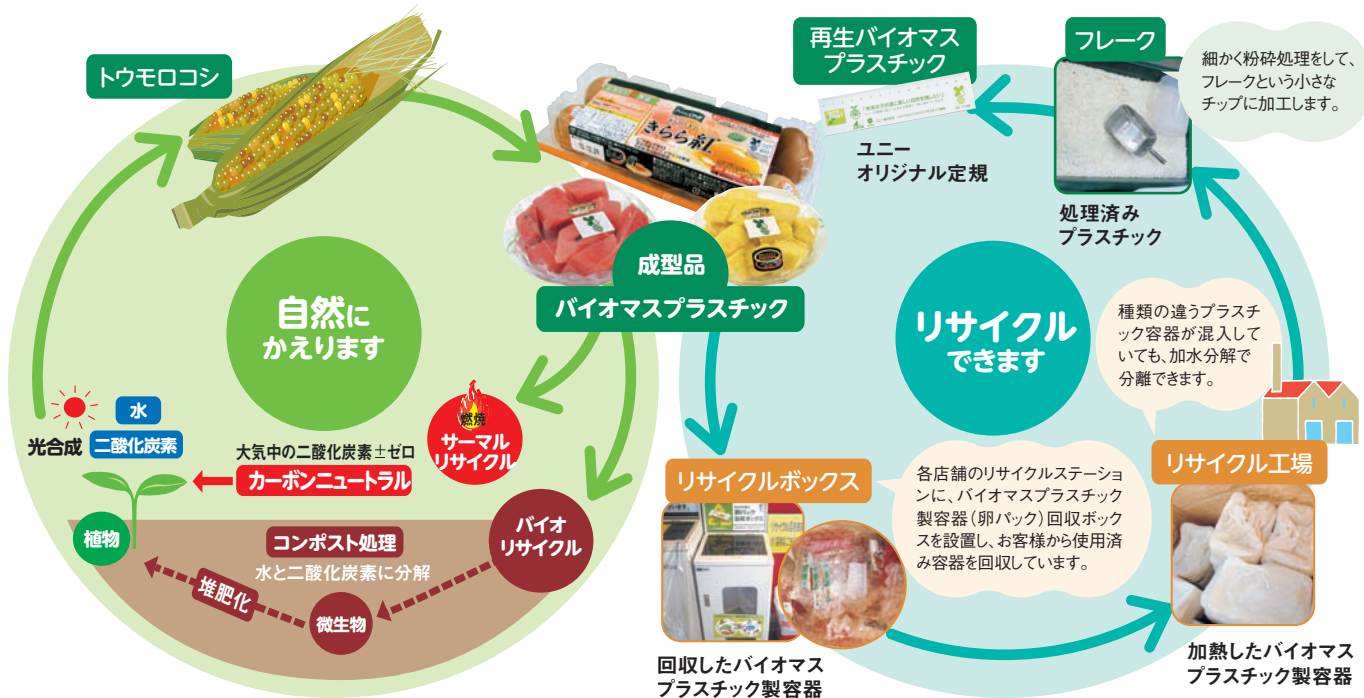 トウモロコシ
きらら紅
成型品
バイオマスプラスチック
自然に
かえります
光合成
水
二酸化炭素
大気中の二酸化炭素±ゼロ
カーボンニュートラル
燃焼
サーマル
リサイクル
植物
コンポスト処理
水と二酸化炭素に分解
バイオ
リサイクル
堆肥化
微生物
再生バイオマス
プラスチック
ユニー
オリジナル定規
フレーク
細かく粉砕処理をして、
フレークという小さな
チップに加工します。
処理済み
プラスチック
リサイクル
できます
種類の違うプラスチ
ック容器が混入して
いても、加水分解で
分離できます。
リサイクルボックス
各店舗のリサイクルステーショ
ンに、バイオマスプラスチック
製容器（卵パック）回収ボック
スを設置し、お客様から使用済
み容器を回収しています。
リサイクル工場
回収したバイオマス
プラスチック製容器
加熱したバイオマス
プラスチック製容器